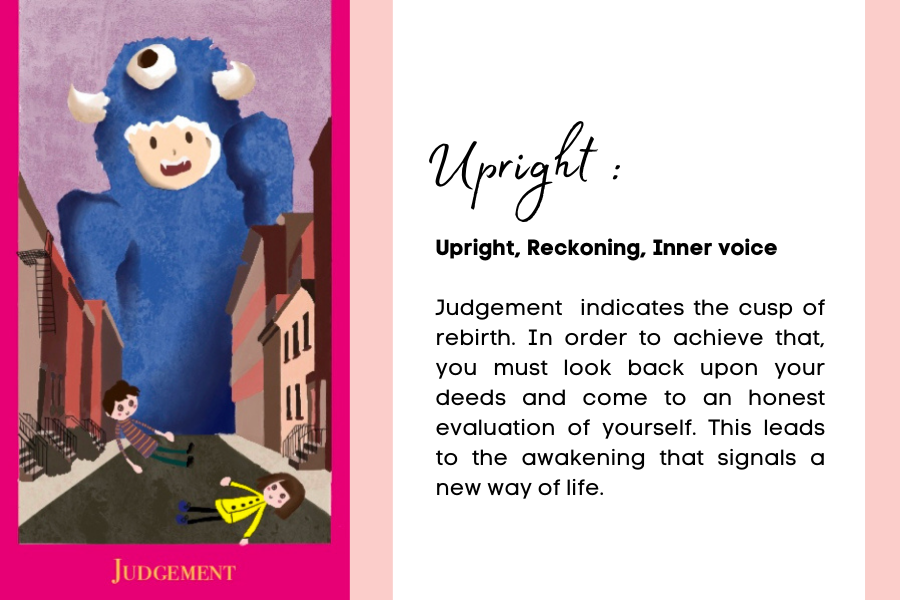 JUDGEMENT
Upright :
Upright, Reckoning, Inner voice
Judgement indicates the cusp of
rebirth. In order to achieve that,
you must look back upon your
deeds and come to an honest
evaluation of yourself. This leads
to the awakening that signals a
new way of life.